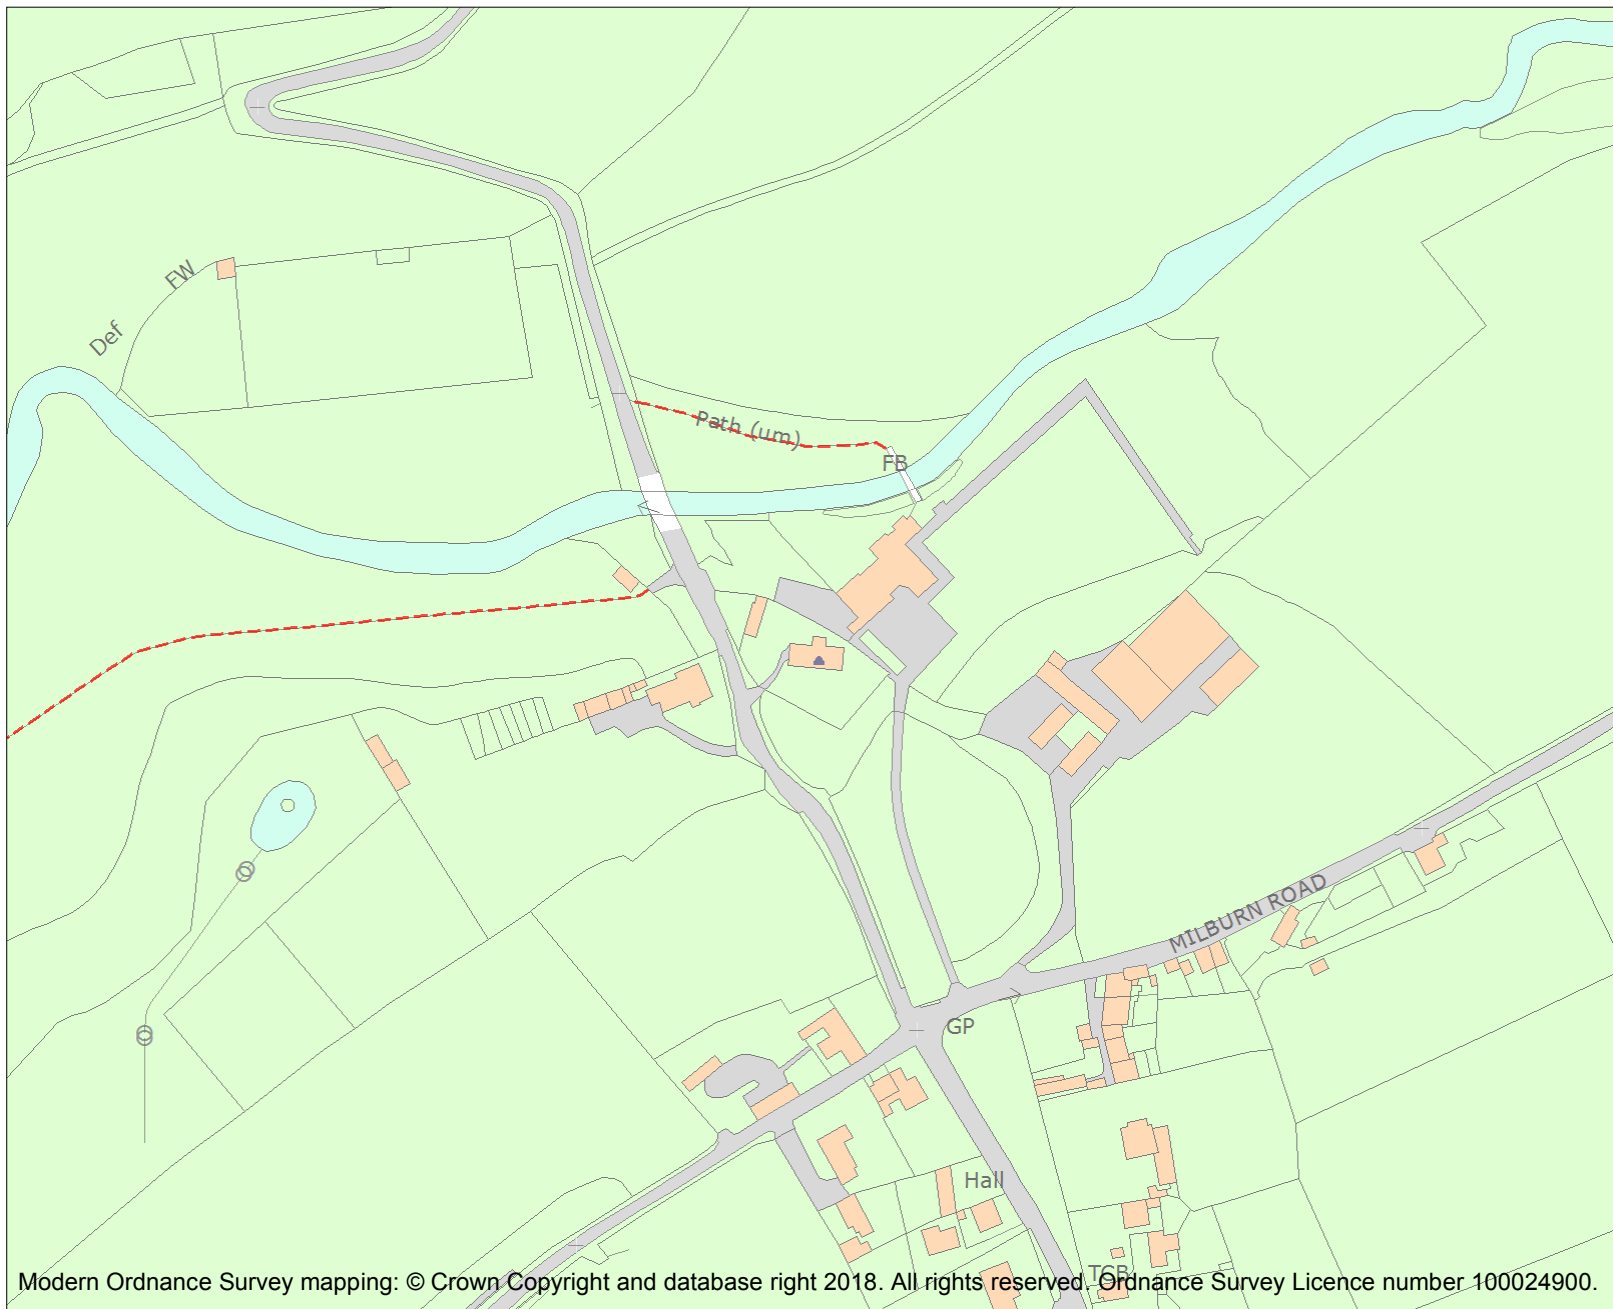 FW
Def
Path (um)
FB
MILBURN ROAD
GP
Hall
TCB
Modern Ordnance Survey mapping: © Crown Copyright and database right 2018. All rights reserved. Ordnance Survey Licence number 100024900.